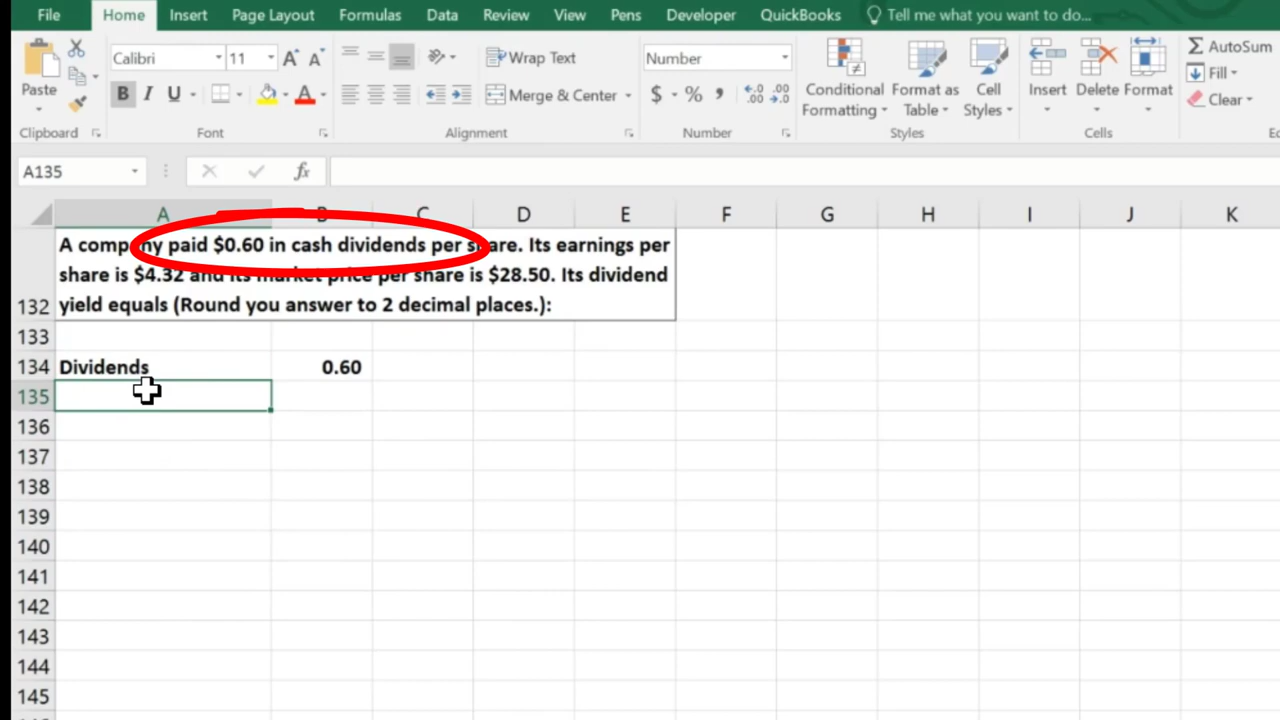 File Home Insert Page Layout Formulas Data Review View Pens Developer QuickBooks Tell me what you want to do...
Calibri 11 Wrap Text Number AutoSum
Paste B I U Merge & Center $ % Conditional Formatting Format as Table Cell Styles Insert Delete Format Fill
Clear
Clipboard Font Alignment Number Styles Cells
A135 fx
A B C D E F G H I J K
A company paid $0.60 in cash dividends per share. Its earnings per
share is $4.32 and its market price per share is $28.50. Its dividend
132 yield equals (Round you answer to 2 decimal places.):
133
134 Dividends 0.60
135
136
137
138
139
140
141
142
143
144
145